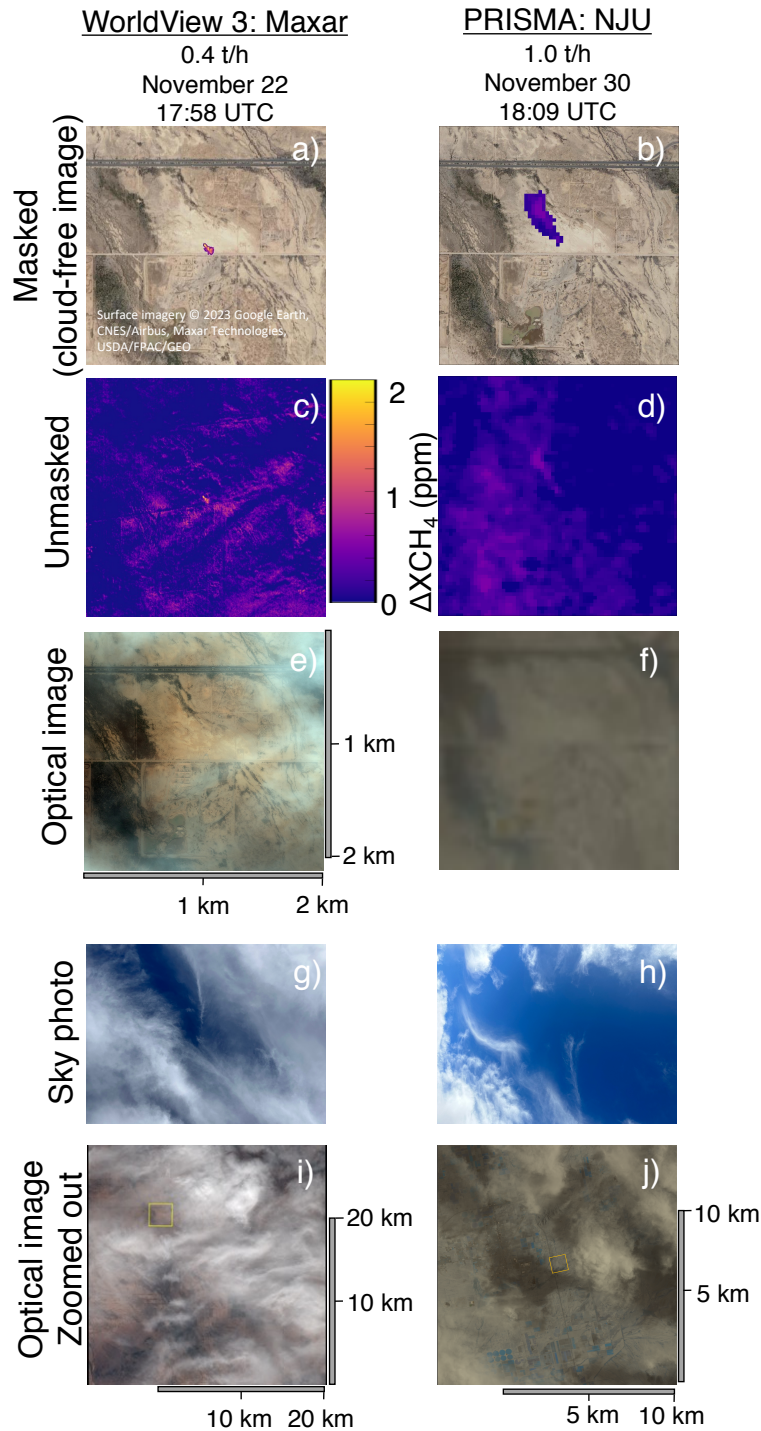 WorldView 3: Maxar
0.4 t/h
November 22
17:58 UTC
PRISMA: NJU
1.0 t/h
November 30
18:09 UTC
Masked
(cloud-free image)
a)
Surface imagery © 2023 Google Earth,
CNES/Airbus, Maxar Technologies,
USDA/FPAC/GEO
b)
Unmasked
c)
2
1
0
ΔXCH₄ (ppm)
d)
Optical image
e)
1 km
2 km
1 km
2 km
f)
Sky photo
g)
h)
Optical image
Zoomed out
i)
20 km
10 km
10 km
20 km
j)
10 km
5 km
5 km
10 km